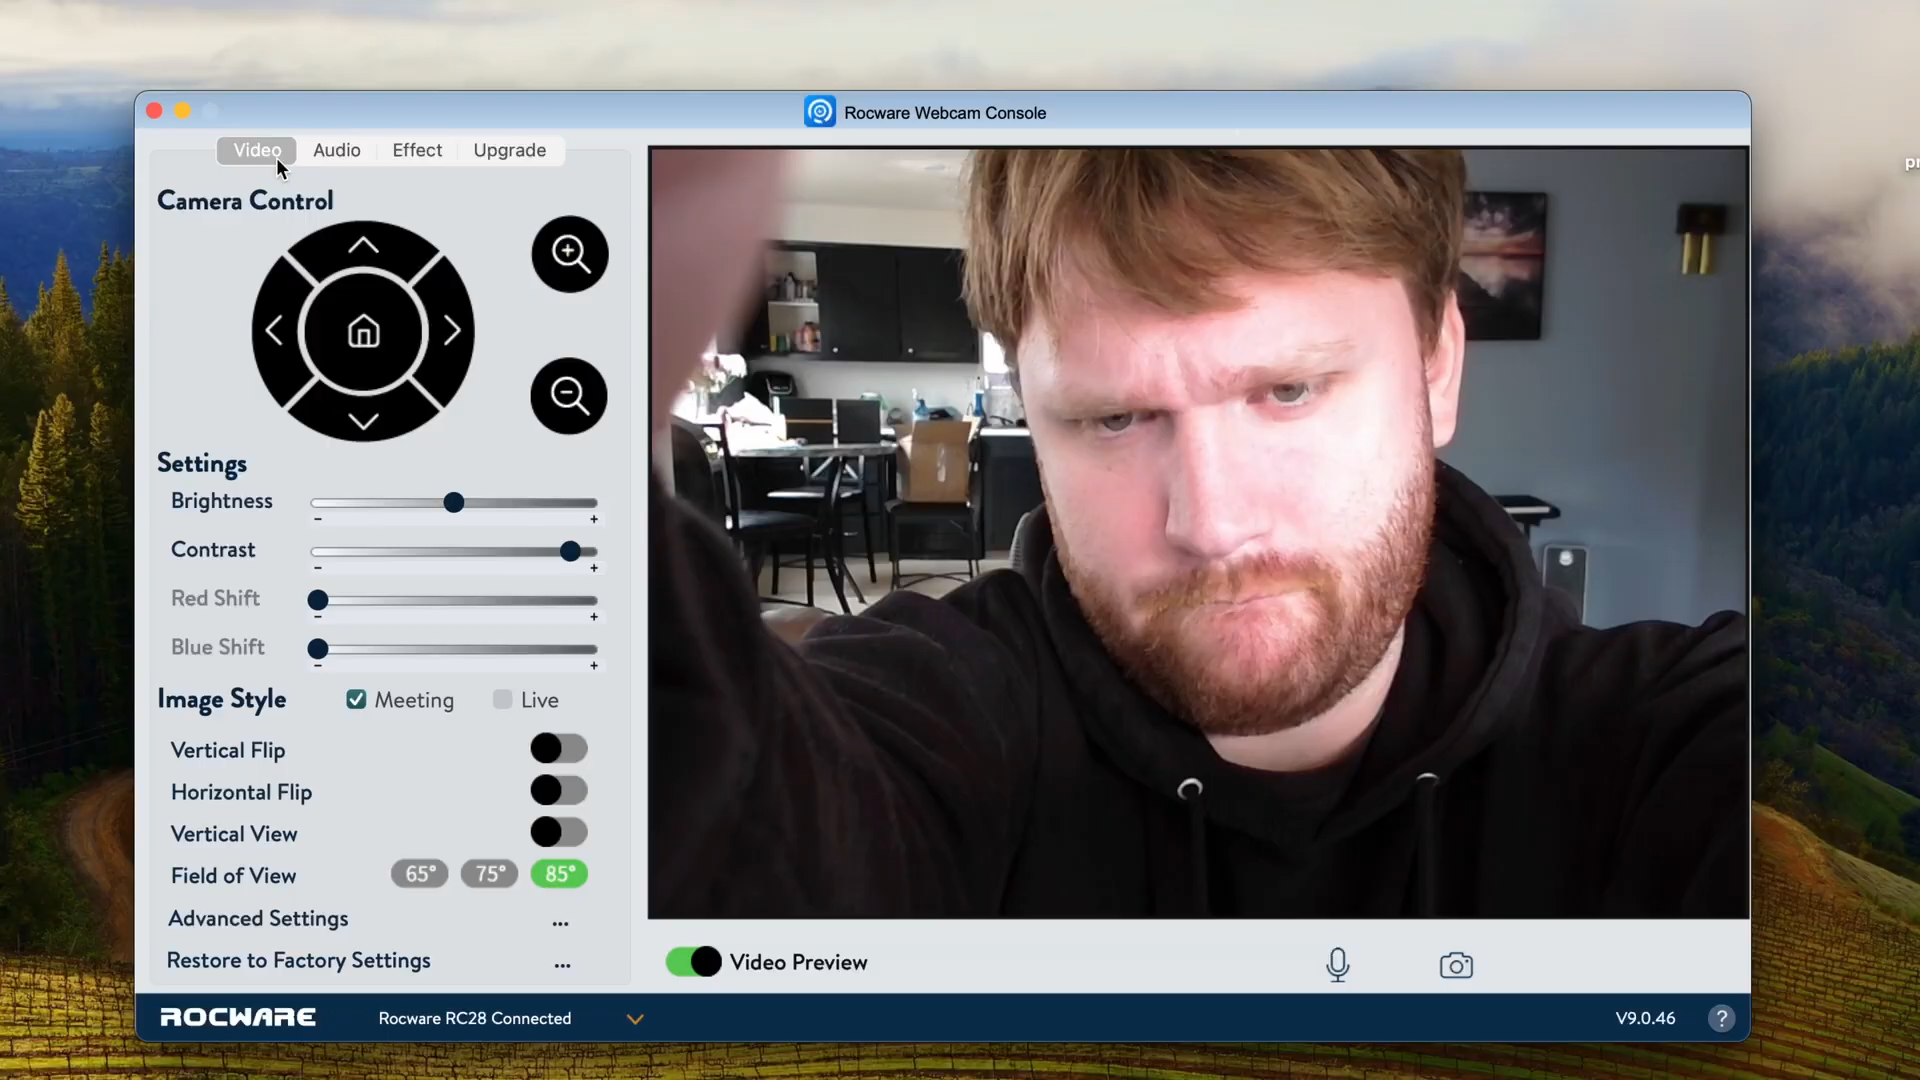 Rocware Webcam Console
pr
Video Audio Effect Upgrade
Camera Control
Settings
Brightness
- +
Contrast
- +
Red Shift
- +
Blue Shift
- +
Image Style Meeting Live
Vertical Flip
Horizontal Flip
Vertical View
Field of View 65° 75° 85°
Advanced Settings ...
Restore to Factory Settings ...
Video Preview
ROCWARE Rocware RC28 Connected V9.0.46 ?